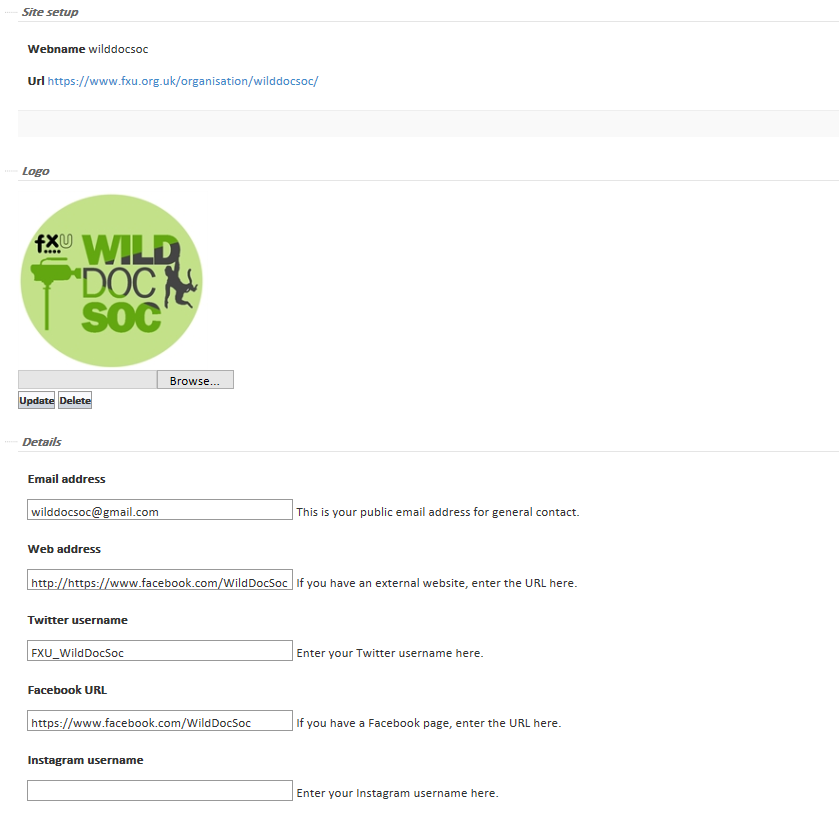 Site setup
Webname wilddocsoc
Url https://www.fxu.org.uk/organisation/wilddocsoc/
Logo
fXU
WILD
DOC
SOC
Browse...
Update Delete
Details
Email address
wilddocsoc@gmail.com This is your public email address for general contact.
Web address
http://https://www.facebook.com/WildDocSoc If you have an external website, enter the URL here.
Twitter username
FXU_WildDocSoc Enter your Twitter username here.
Facebook URL
https://www.facebook.com/WildDocSoc If you have a Facebook page, enter the URL here.
Instagram username
Enter your Instagram username here.